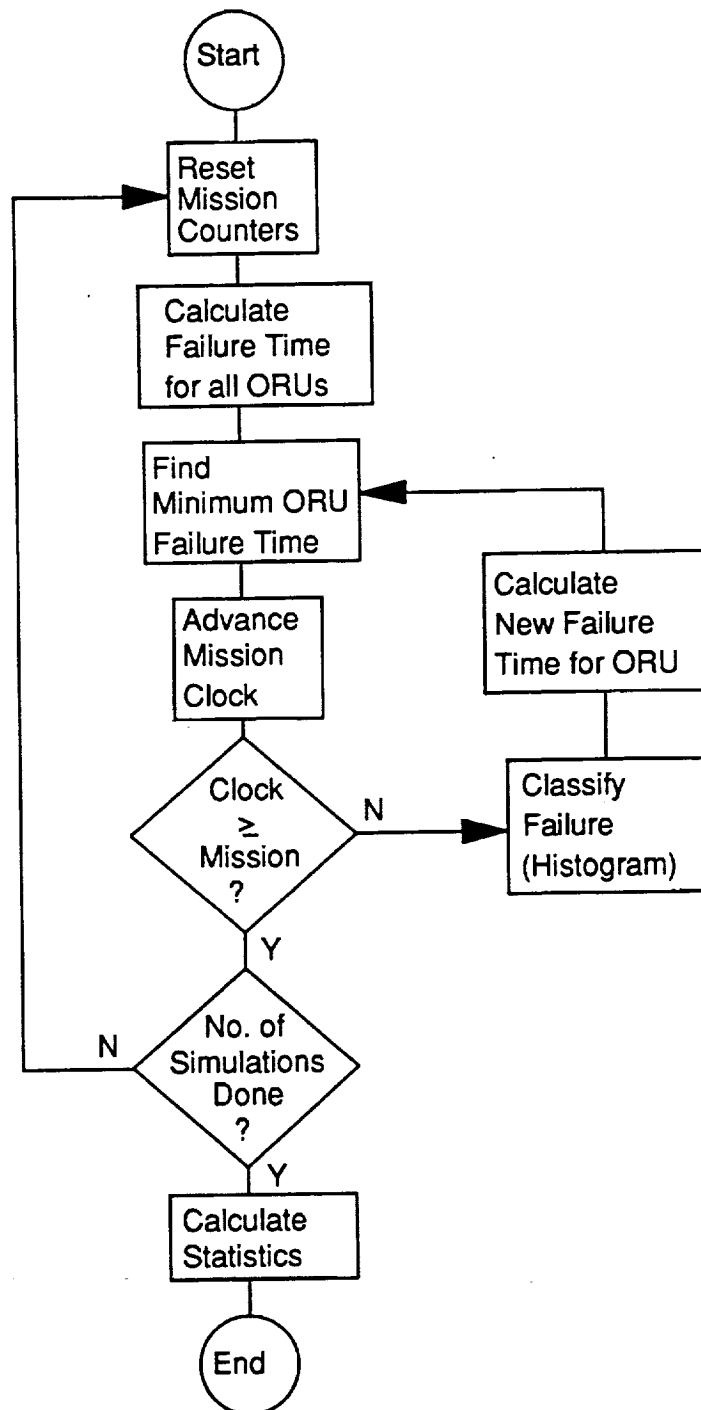 Start
Reset
Mission
Counters
Calculate
Failure Time
for all ORUs
Find
Minimum ORU
Failure Time
Advance
Mission
Clock
Clock
≥
Mission
?
N
Y
Classify
Failure
(Histogram)
Calculate
New Failure
Time for ORU
No. of
Simulations
Done
?
N
Y
Calculate
Statistics
End